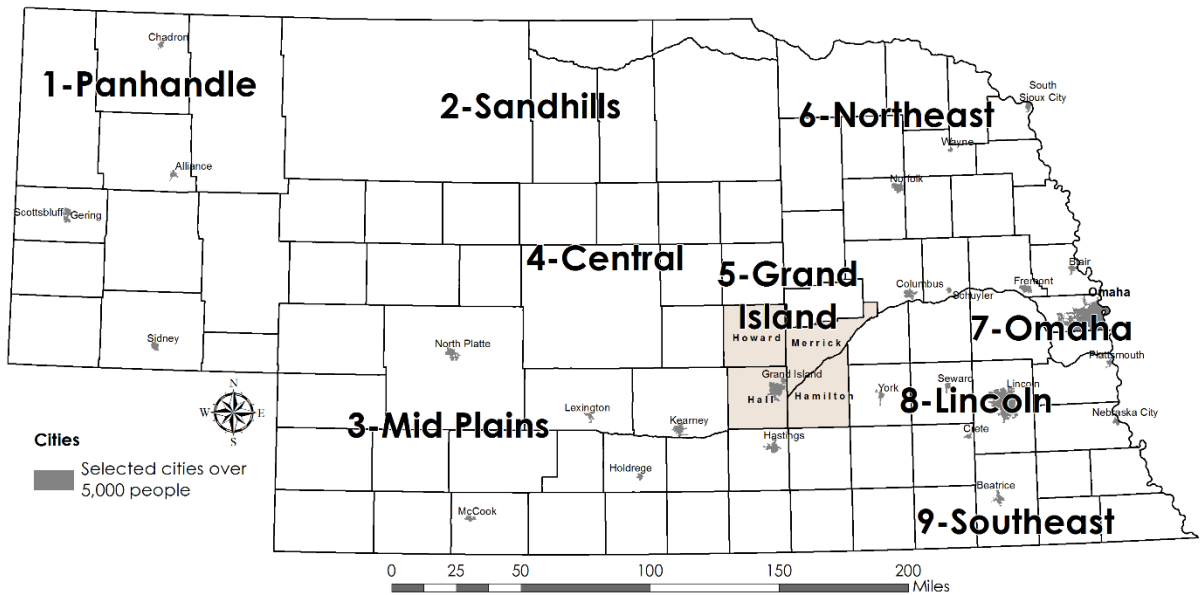 Chadron
1-Panhandle
2-Sandhills
6-Northeast
South
Sioux City
Wayne
Alliance
Norfolk
Scottsbluff
Gering
4-Central
5-Grand
Island
Columbus
Schuyler
Fremont
Blair
Omaha
7-Omaha
Howard
Merrick
Sidney
North Platte
Plattsmouth
Grand Island
Hall
Hamilton
York
Seward
Lincoln
8-Lincoln
Nebraska City
N
W
E
S
3-Mid Plains
Lexington
Kearney
Hastings
Crete
Cities
Selected cities over
5,000 people
Holdrege
Beatrice
McCook
9-Southeast
0 25 50 100 150 200
Miles